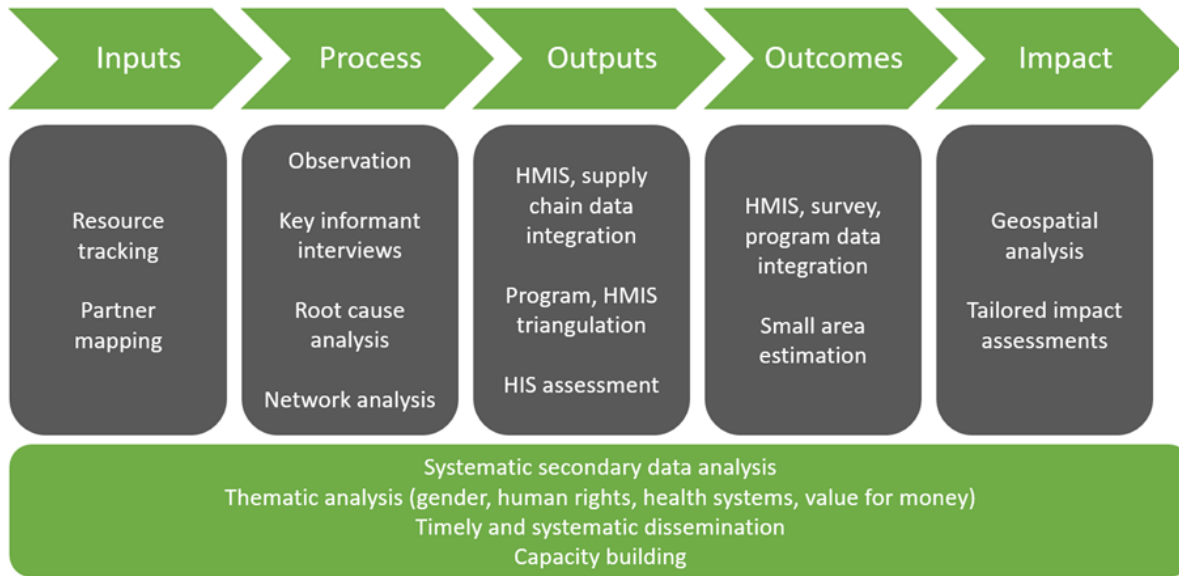 Inputs
Process
Outputs
Outcomes
Impact
Resource
tracking
Partner
mapping
Observation
Key informant
interviews
Root cause
analysis
Network analysis
HMIS, supply
chain data
integration
Program, HMIS
triangulation
HIS assessment
HMIS, survey,
program data
integration
Small area
estimation
Geospatial
analysis
Tailored impact
assessments
Systematic secondary data analysis
Thematic analysis (gender, human rights, health systems, value for money)
Timely and systematic dissemination
Capacity building